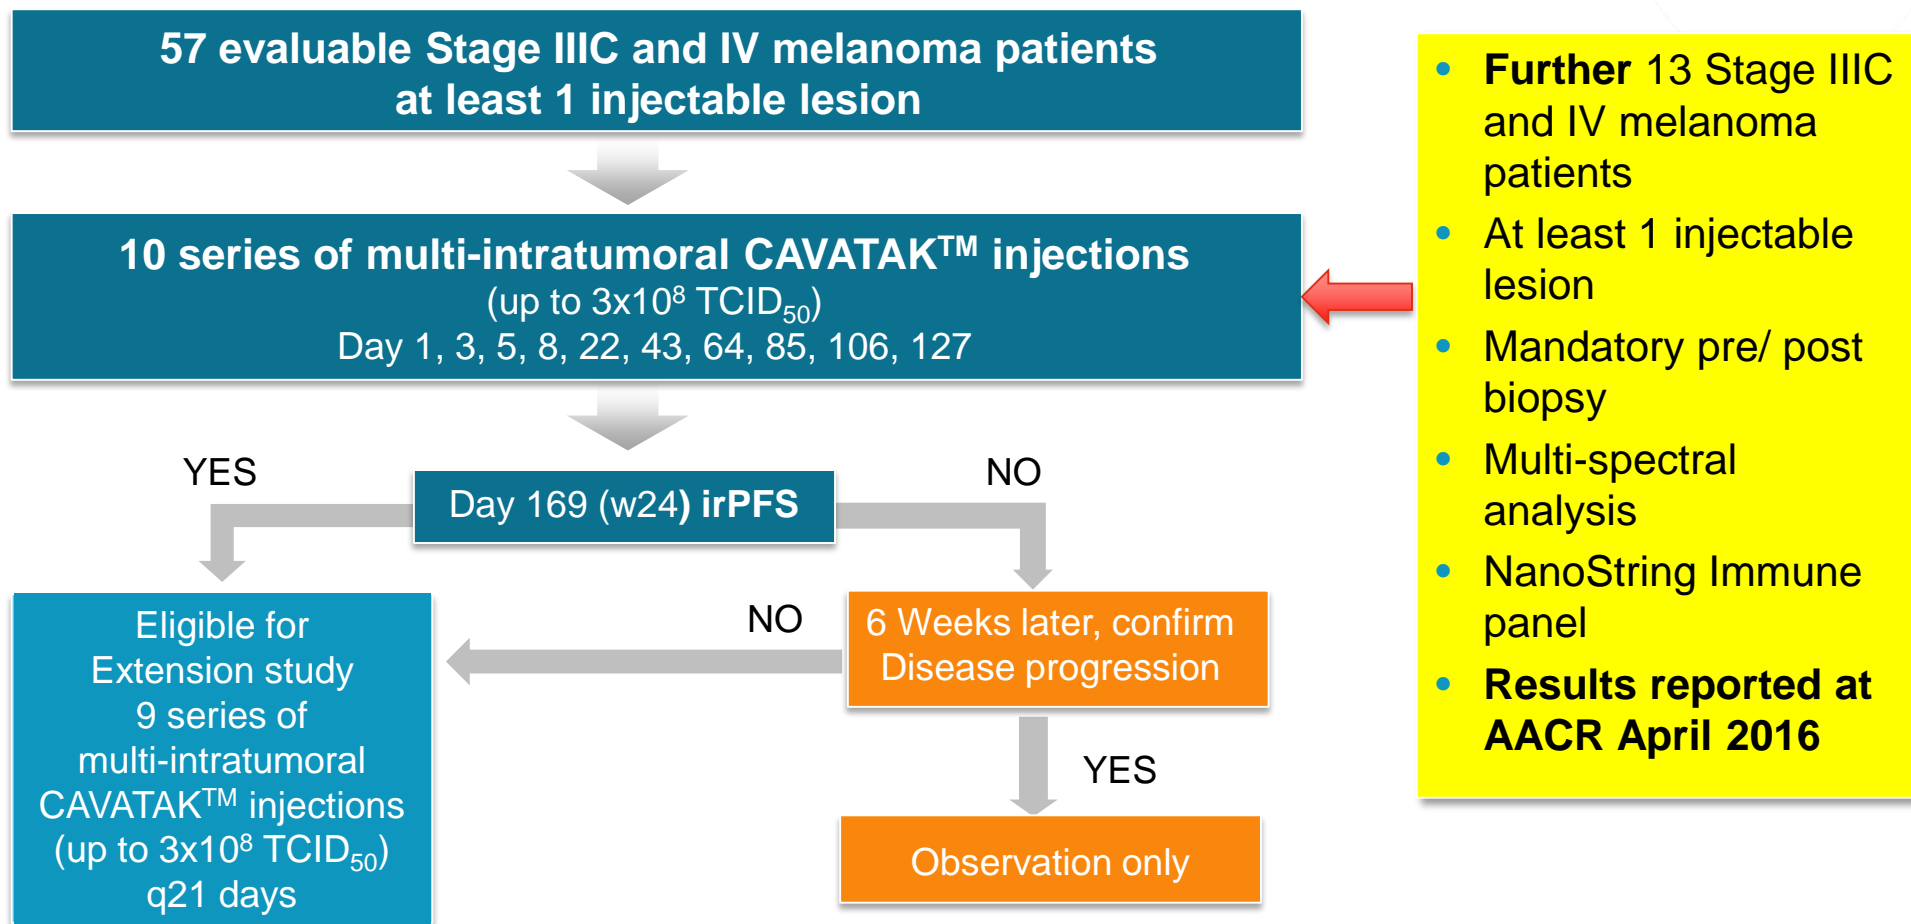 57 evaluable Stage IIIC and IV melanoma patients
at least 1 injectable lesion
10 series of multi-intratumoral CAVATAK™ injections
(up to 3x10⁸ TCID₅₀)
Day 1, 3, 5, 8, 22, 43, 64, 85, 106, 127
YES
NO
Day 169 (w24) irPFS
Eligible for
Extension study
9 series of
multi-intratumoral
CAVATAK™ injections
(up to 3x10⁸ TCID₅₀)
q21 days
NO
6 Weeks later, confirm
Disease progression
YES
Observation only
• Further 13 Stage IIIC
and IV melanoma
patients
• At least 1 injectable
lesion
• Mandatory pre/ post
biopsy
• Multi-spectral
analysis
• NanoString Immune
panel
• Results reported at
AACR April 2016